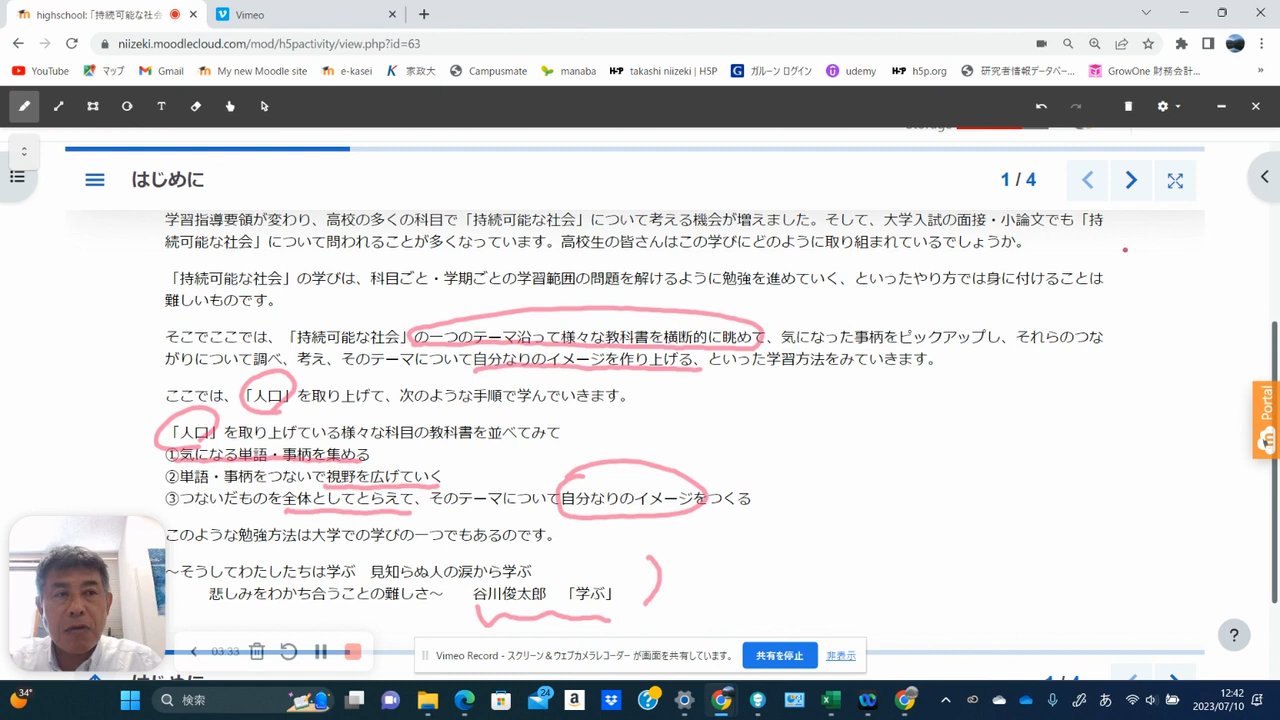 highschool: 「持続可能な社会
Vimeo
niizeki.moodlecloud.com/mod/h5pactivity/view.php?id=63
YouTube マップ Gmail My new Moodle site e-kasei 家政大 Campusmate manaba H-P takashi niizeki | H5P ガルーン ログイン udemy H-P h5p.org 研究者情報データベー... GrowOne 財務会計... »
T
はじめに
1 / 4
学習指導要領が変わり、高校の多くの科目で「持続可能な社会」について考える機会が増えました。そして、大学入試の面接・小論文でも「持
続可能な社会」について問われることが多くなっています。高校生の皆さんはこの学びにどのように取り組まれているでしょうか。
「持続可能な社会」の学びは、科目ごと・学期ごとの学習範囲の問題を解けるように勉強を進めていく、といったやり方では身に付けることは
難しいものです。
そこでここでは、「持続可能な社会」の一つのテーマ沿って様々な教科書を横断的に眺めて、気になった事柄をピックアップし、それらのつな
がりについて調べ、考え、そのテーマについて自分なりのイメージを作り上げる、といった学習方法をみていきます。
ここでは、「人口」を取り上げて、次のような手順で学んでいきます。
「人口」を取り上げている様々な科目の教科書を並べてみて
①気になる単語・事柄を集める
②単語・事柄をつないで視野を広げていく
③つないだものを全体としてとらえて、そのテーマについて自分なりのイメージをつくる
このような勉強方法は大学での学びの一つでもあるのです。
～そうしてわたしたちは学ぶ　見知らぬ人の涙から学ぶ
悲しみをわかち合うことの難しさ～　谷川俊太郎　「学ぶ」
Portal
?
03:33
Vimeo Record - スクリーン＆ウェブカメラレコーダー が画面を共有しています。 共有を停止 非表示
34°
検索
24
あ
12:42
2023/07/10